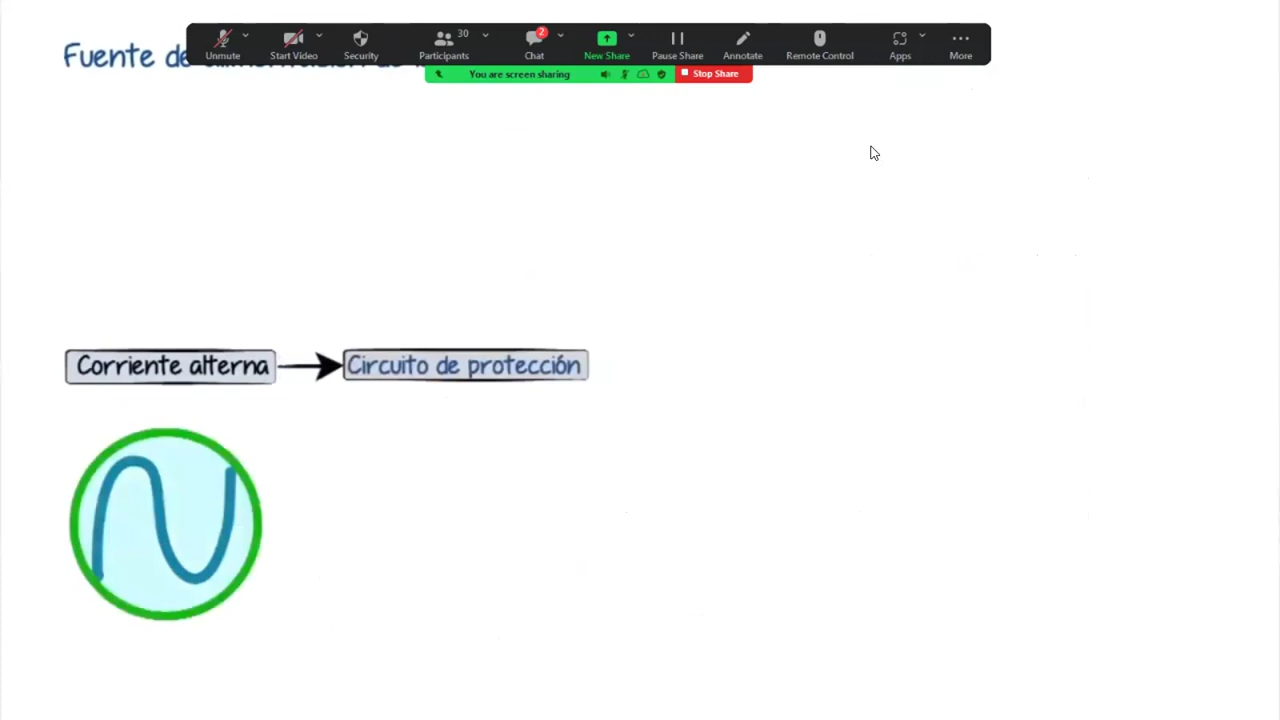 Fuente de
Unmute
Start Video
Security
Participants
30
Chat
2
New Share
Pause Share
Annotate
Remote Control
Apps
More
You are screen sharing
Stop Share
Corriente alterna
Circuito de protección